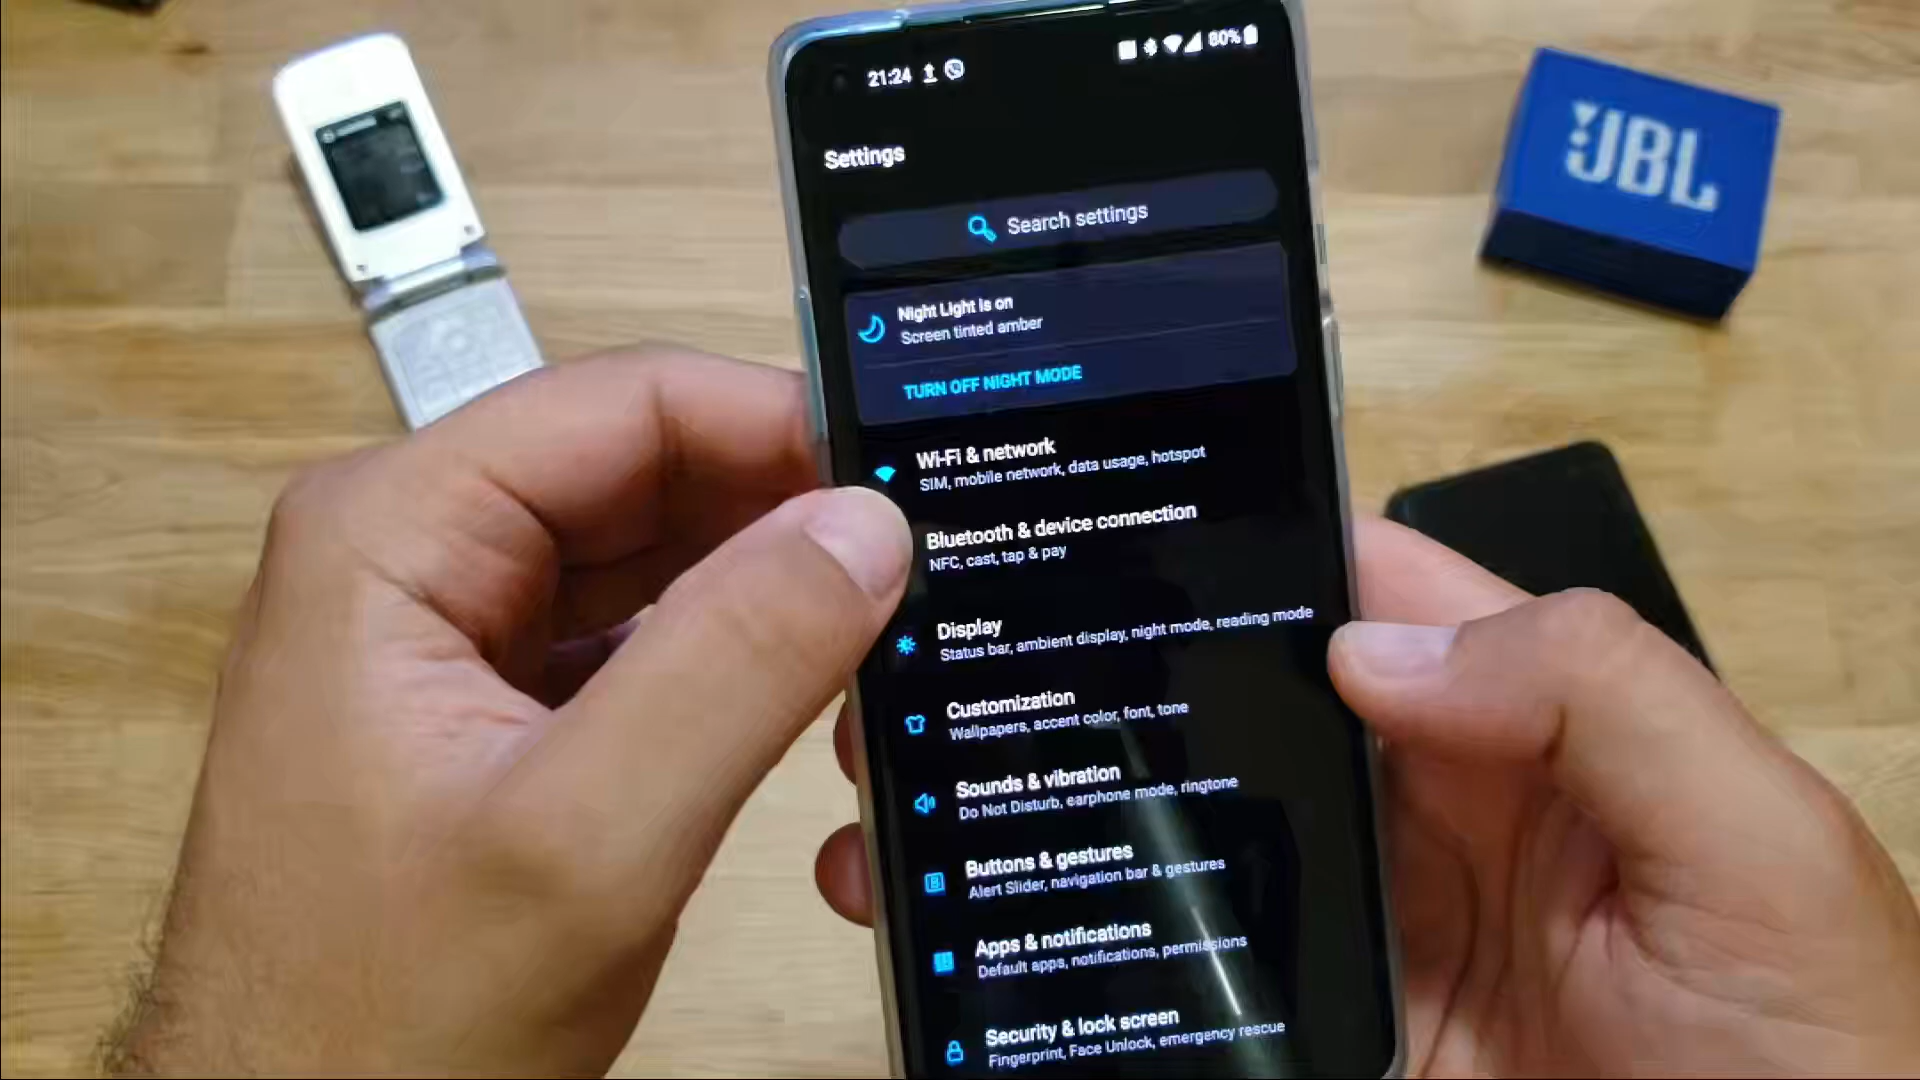 21:24
80%
Settings
Search settings
Night Light is on
Screen tinted amber
TURN OFF NIGHT MODE
Wi-Fi & network
SIM, mobile network, data usage, hotspot
Bluetooth & device connection
NFC, cast, tap & pay
Display
Status bar, ambient display, night mode, reading mode
Customization
Wallpapers, accent color, font, tone
Sounds & vibration
Do Not Disturb, earphone mode, ringtone
Buttons & gestures
Alert Slider, navigation bar & gestures
Apps & notifications
Default apps, notifications, permissions
Security & lock screen
Fingerprint, Face Unlock, emergency rescue
JBL